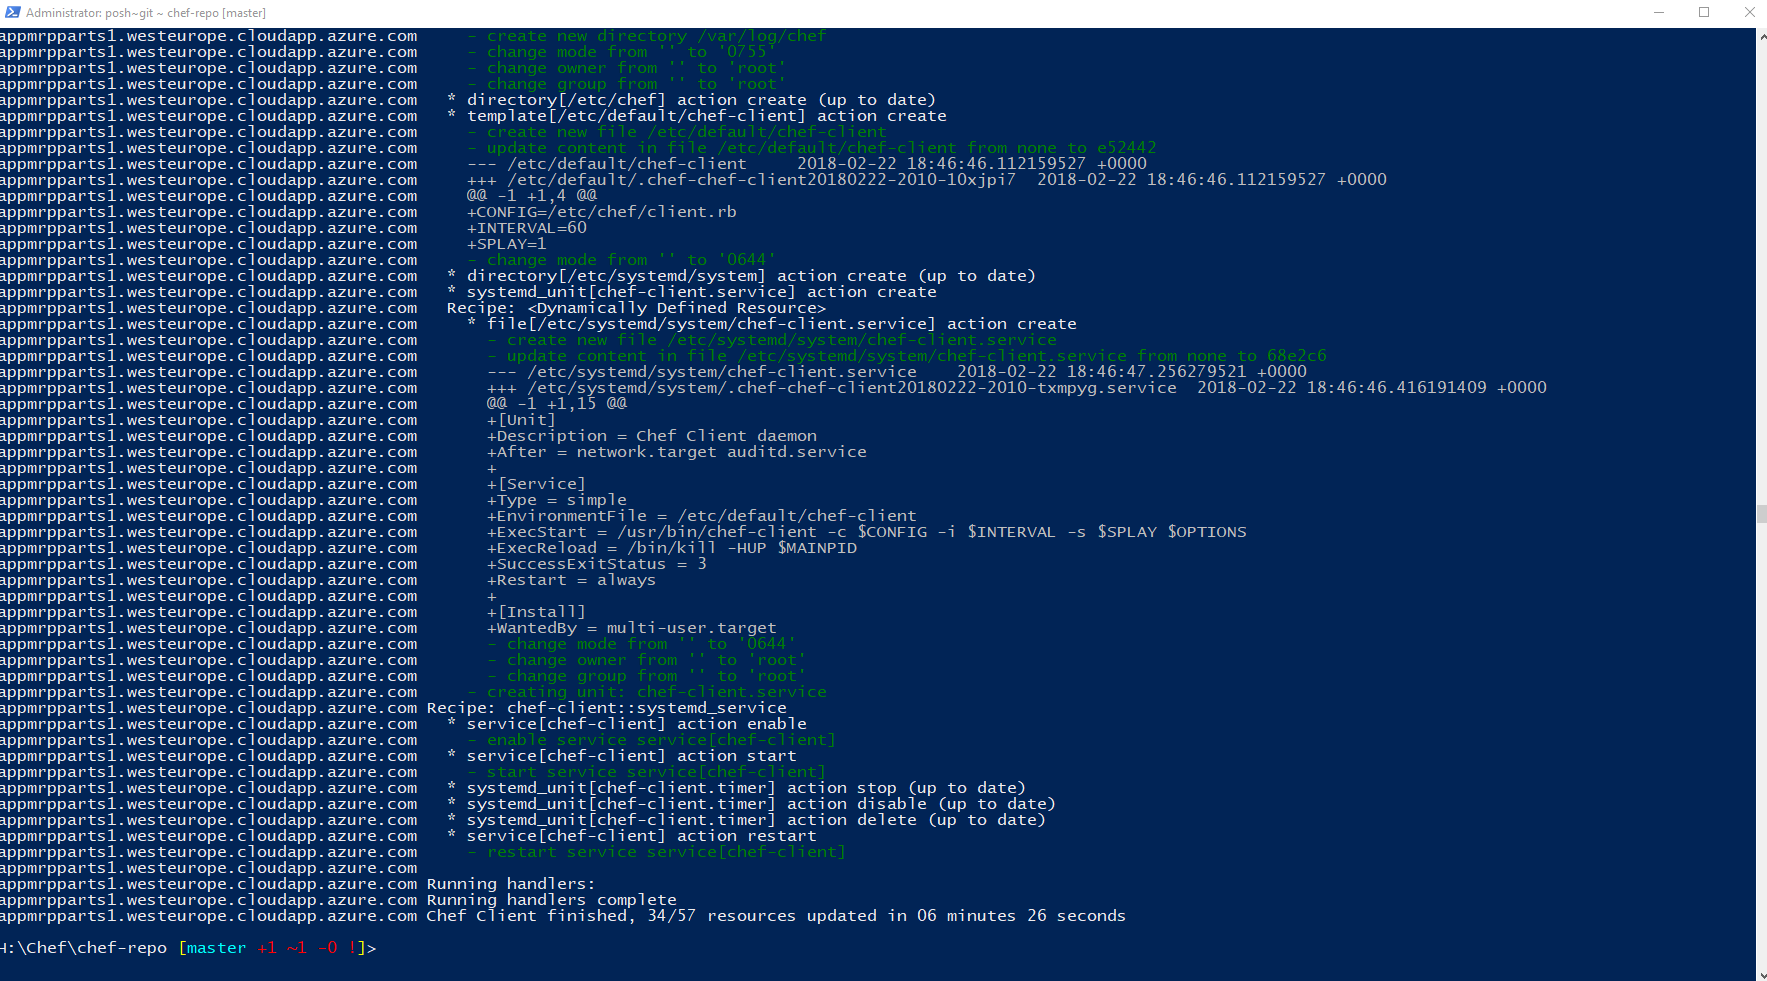 Administrator: posh~git ~ chef-repo [master]
appmrpparts1.westeurope.cloudapp.azure.com - create new directory /var/log/chef
appmrpparts1.westeurope.cloudapp.azure.com - change mode from '' to '0755'
appmrpparts1.westeurope.cloudapp.azure.com - change owner from '' to 'root'
appmrpparts1.westeurope.cloudapp.azure.com - change group from '' to 'root'
appmrpparts1.westeurope.cloudapp.azure.com * directory[/etc/chef] action create (up to date)
appmrpparts1.westeurope.cloudapp.azure.com * template[/etc/default/chef-client] action create
appmrpparts1.westeurope.cloudapp.azure.com - create new file /etc/default/chef-client
appmrpparts1.westeurope.cloudapp.azure.com - update content in file /etc/default/chef-client from none to e52442
appmrpparts1.westeurope.cloudapp.azure.com --- /etc/default/chef-client 2018-02-22 18:46:46.112159527 +0000
appmrpparts1.westeurope.cloudapp.azure.com +++ /etc/default/.chef-chef-client20180222-2010-10xjpi7 2018-02-22 18:46:46.112159527 +0000
appmrpparts1.westeurope.cloudapp.azure.com @@ -1 +1,4 @@
appmrpparts1.westeurope.cloudapp.azure.com +CONFIG=/etc/chef/client.rb
appmrpparts1.westeurope.cloudapp.azure.com +INTERVAL=60
appmrpparts1.westeurope.cloudapp.azure.com +SPLAY=1
appmrpparts1.westeurope.cloudapp.azure.com - change mode from '' to '0644'
appmrpparts1.westeurope.cloudapp.azure.com * directory[/etc/systemd/system] action create (up to date)
appmrpparts1.westeurope.cloudapp.azure.com * systemd_unit[chef-client.service] action create
appmrpparts1.westeurope.cloudapp.azure.com Recipe: <Dynamically Defined Resource>
appmrpparts1.westeurope.cloudapp.azure.com * file[/etc/systemd/system/chef-client.service] action create
appmrpparts1.westeurope.cloudapp.azure.com - create new file /etc/systemd/system/chef-client.service
appmrpparts1.westeurope.cloudapp.azure.com - update content in file /etc/systemd/system/chef-client.service from none to 68e2c6
appmrpparts1.westeurope.cloudapp.azure.com --- /etc/systemd/system/chef-client.service 2018-02-22 18:46:47.256279521 +0000
appmrpparts1.westeurope.cloudapp.azure.com +++ /etc/systemd/system/.chef-chef-client20180222-2010-txmpyg.service 2018-02-22 18:46:46.416191409 +0000
appmrpparts1.westeurope.cloudapp.azure.com @@ -1 +1,15 @@
appmrpparts1.westeurope.cloudapp.azure.com +[Unit]
appmrpparts1.westeurope.cloudapp.azure.com +Description = Chef Client daemon
appmrpparts1.westeurope.cloudapp.azure.com +After = network.target auditd.service
appmrpparts1.westeurope.cloudapp.azure.com +
appmrpparts1.westeurope.cloudapp.azure.com +[Service]
appmrpparts1.westeurope.cloudapp.azure.com +Type = simple
appmrpparts1.westeurope.cloudapp.azure.com +EnvironmentFile = /etc/default/chef-client
appmrpparts1.westeurope.cloudapp.azure.com +ExecStart = /usr/bin/chef-client -c $CONFIG -i $INTERVAL -s $SPLAY $OPTIONS
appmrpparts1.westeurope.cloudapp.azure.com +ExecReload = /bin/kill -HUP $MAINPID
appmrpparts1.westeurope.cloudapp.azure.com +SuccessExitStatus = 3
appmrpparts1.westeurope.cloudapp.azure.com +Restart = always
appmrpparts1.westeurope.cloudapp.azure.com +
appmrpparts1.westeurope.cloudapp.azure.com +[Install]
appmrpparts1.westeurope.cloudapp.azure.com +WantedBy = multi-user.target
appmrpparts1.westeurope.cloudapp.azure.com - change mode from '' to '0644'
appmrpparts1.westeurope.cloudapp.azure.com - change owner from '' to 'root'
appmrpparts1.westeurope.cloudapp.azure.com - change group from '' to 'root'
appmrpparts1.westeurope.cloudapp.azure.com - creating unit: chef-client.service
appmrpparts1.westeurope.cloudapp.azure.com Recipe: chef-client::systemd_service
appmrpparts1.westeurope.cloudapp.azure.com * service[chef-client] action enable
appmrpparts1.westeurope.cloudapp.azure.com - enable service service[chef-client]
appmrpparts1.westeurope.cloudapp.azure.com * service[chef-client] action start
appmrpparts1.westeurope.cloudapp.azure.com - start service service[chef-client]
appmrpparts1.westeurope.cloudapp.azure.com * systemd_unit[chef-client.timer] action stop (up to date)
appmrpparts1.westeurope.cloudapp.azure.com * systemd_unit[chef-client.timer] action disable (up to date)
appmrpparts1.westeurope.cloudapp.azure.com * systemd_unit[chef-client.timer] action delete (up to date)
appmrpparts1.westeurope.cloudapp.azure.com * service[chef-client] action restart
appmrpparts1.westeurope.cloudapp.azure.com - restart service service[chef-client]
appmrpparts1.westeurope.cloudapp.azure.com
appmrpparts1.westeurope.cloudapp.azure.com Running handlers:
appmrpparts1.westeurope.cloudapp.azure.com Running handlers complete
appmrpparts1.westeurope.cloudapp.azure.com Chef Client finished, 34/57 resources updated in 06 minutes 26 seconds
H:\Chef\chef-repo [master +1 ~1 -0 !]>